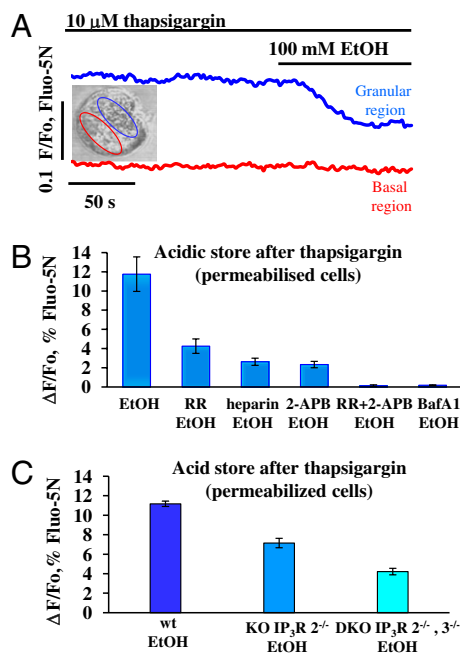 A
10 μM thapsigargin
100 mM EtOH
0.1 F/Fo, Fluo-5N
Granular
region
Basal
region
50 s
B
Acidic store after thapsigargin
(permeabilised cells)
ΔF/Fo, % Fluo-5N
14
12
10
8
6
4
2
0
EtOH
RR
EtOH
heparin
EtOH
2-APB
EtOH
RR+2-APB
EtOH
BafA1
EtOH
C
Acid store after thapsigargin
(permeabilized cells)
ΔF/Fo, % Fluo-5N
14
12
10
8
6
4
2
0
wt
EtOH
KO IP₃R 2⁻/⁻
EtOH
DKO IP₃R 2⁻/⁻, 3⁻/⁻
EtOH